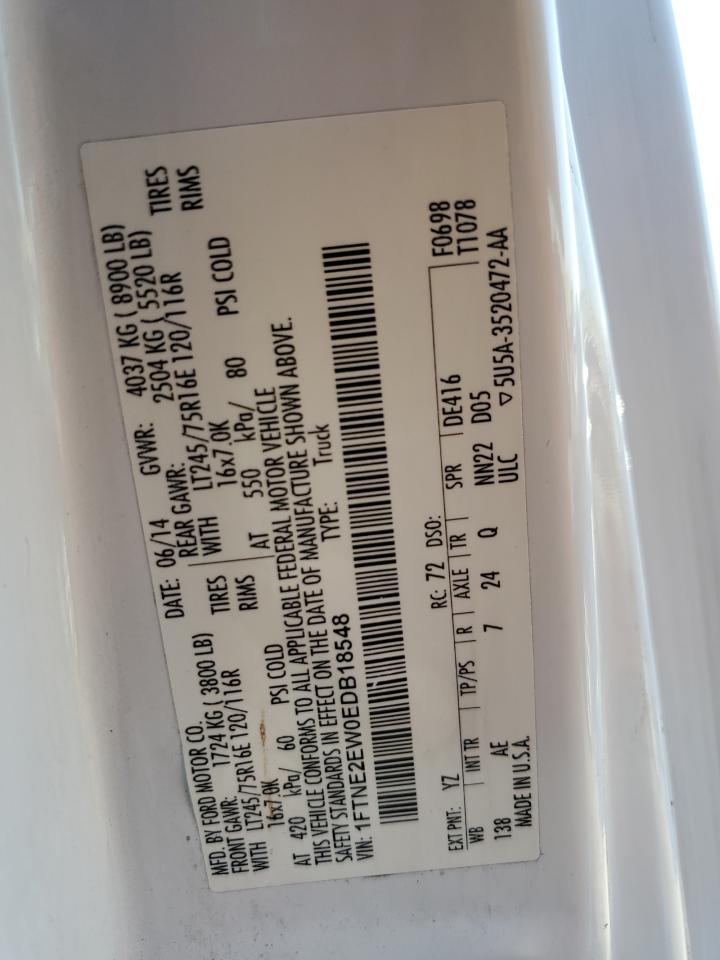 MFD. BY FORD MOTOR CO.
DATE: 06/14 GVWR: 4037 KG ( 8900 LB)
FRONT GAWR: 1724 KG ( 3800 LB) REAR GAWR: 2504 KG ( 5520 LB)
WITH LT245/75R16E 120/116R TIRES WITH LT245/75R16E 120/116R TIRES
16x7.0K RIMS 16x7.0K RIMS
AT 420 kPa/ 60 PSI COLD AT 550 kPa/ 80 PSI COLD
THIS VEHICLE CONFORMS TO ALL APPLICABLE FEDERAL MOTOR VEHICLE
SAFETY STANDARDS IN EFFECT ON THE DATE OF MANUFACTURE SHOWN ABOVE.
VIN: 1FTNE2EW0EDB18548 TYPE: Truck
EXT PNT: YZ RC: 72 DSO: F0698
WB INT TR TP/PS R AXLE TR SPR DE416 T1078
138 AE 7 24 Q NN22 D05
MADE IN U.S.A. ULC ▽5U5A-3520472-AA